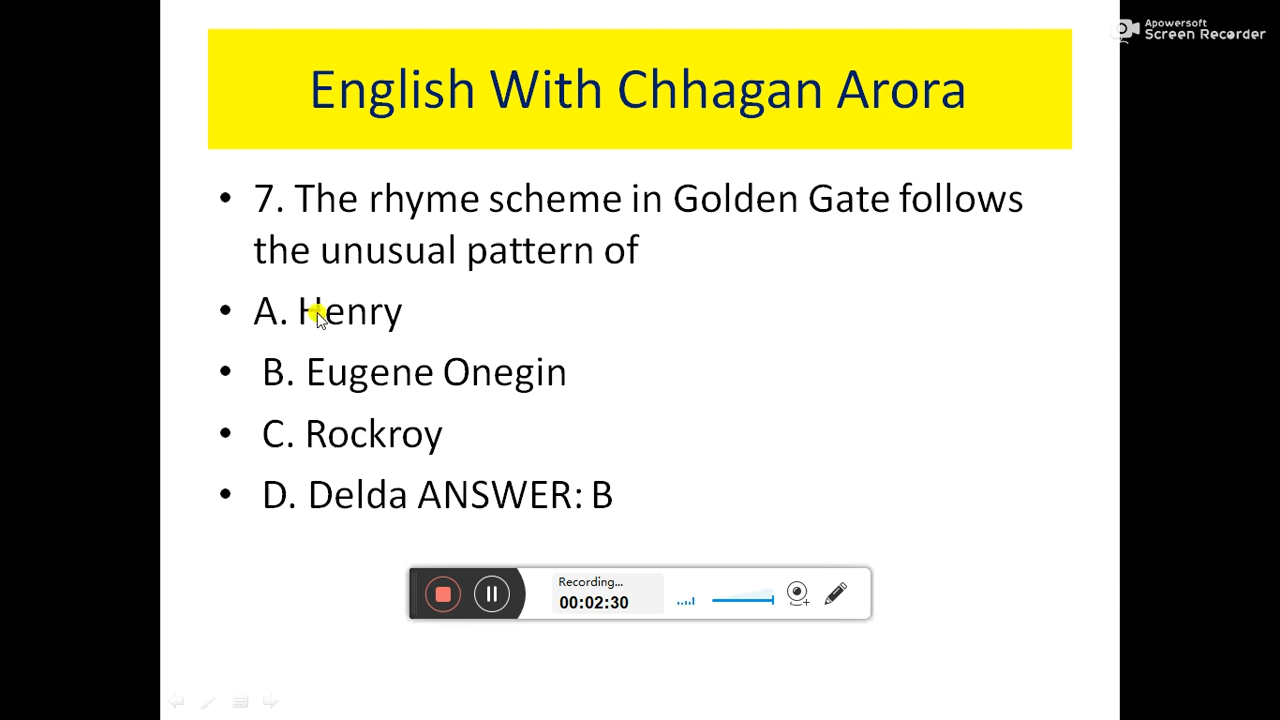 Apowersoft
Screen Recorder
English With Chhagan Arora
• 7. The rhyme scheme in Golden Gate follows
the unusual pattern of
• A. Henry
• B. Eugene Onegin
• C. Rockroy
• D. Delda ANSWER: B
Recording...
00:02:30